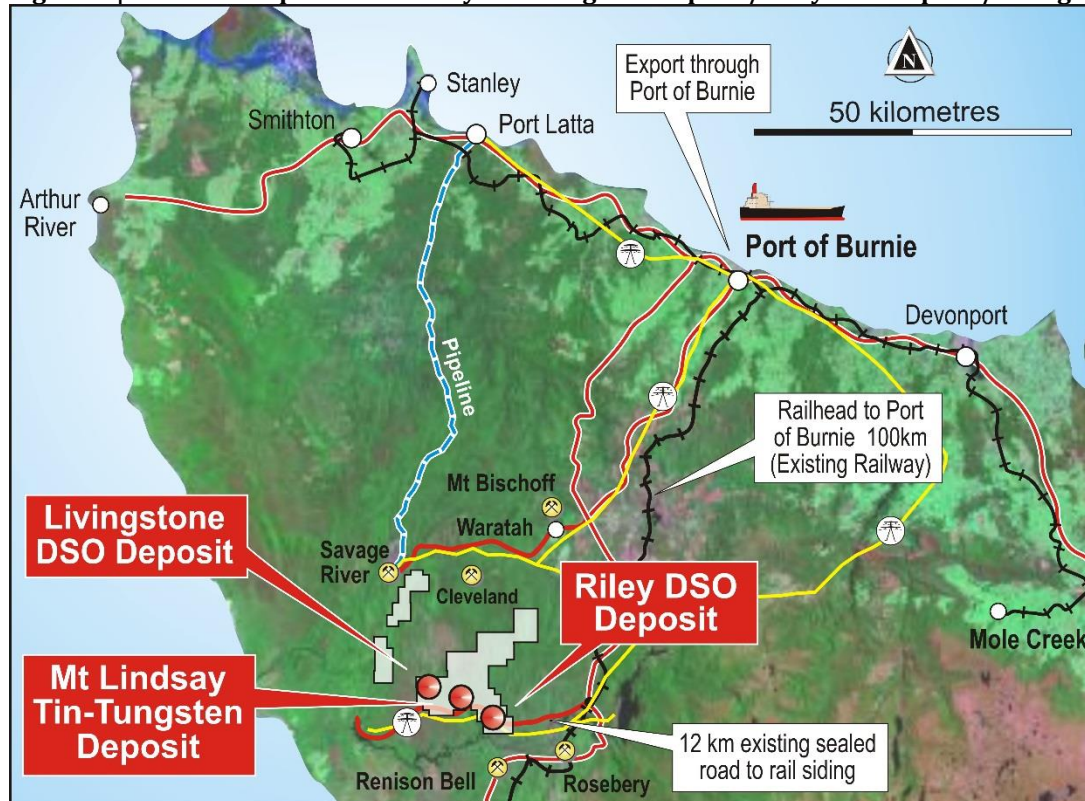 Export through
Port of Burnie
N
50 kilometres
Stanley
Smithton
Port Latta
Arthur
River
Port of Burnie
Devonport
Pipeline
Railhead to Port
of Burnie 100km
(Existing Railway)
Mt Bischoff
Waratah
Livingstone
DSO Deposit
Savage
River
Cleveland
Riley DSO
Deposit
Mole Creek
Mt Lindsay
Tin-Tungsten
Deposit
12 km existing sealed
road to rail siding
Renison Bell
Rosebery